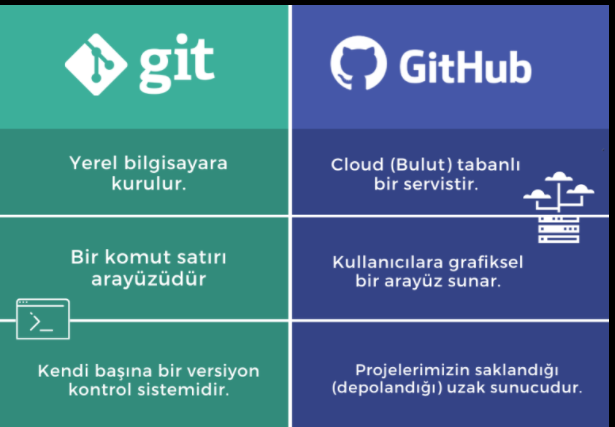 git
GitHub
Yerel bilgisayara
kurulur.
Cloud (Bulut) tabanlı
bir servistir.
Bir komut satırı
arayüzüdür
Kullanıcılara grafiksel
bir arayüz sunar.
Kendi başına bir versiyon
kontrol sistemidir.
Projelerimizin saklandığı
(depolandığı) uzak sunucudur.